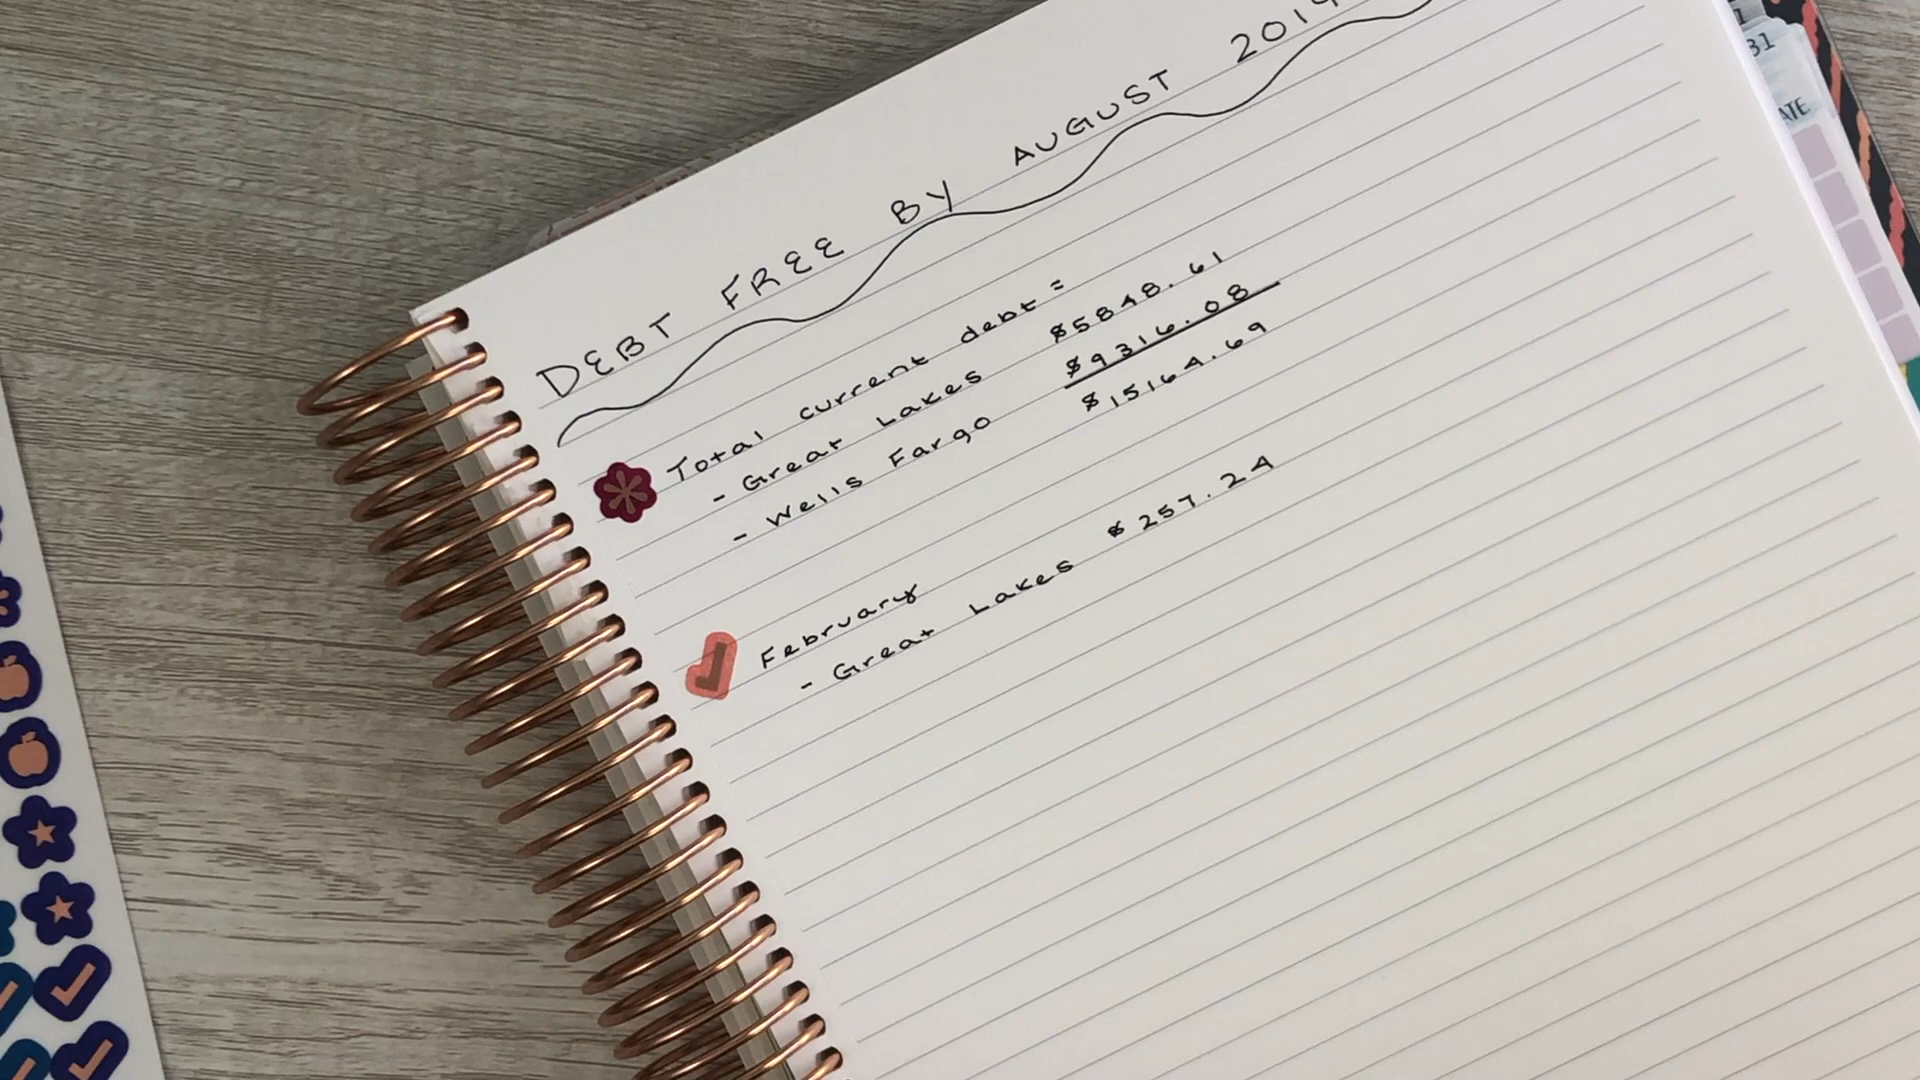 DEBT FREE BY AUGUST 2019
Total current debt =
- Great Lakes $5848.61
- Wells Fargo $9316.08
$15164.69
February
- Great Lakes $257.24
31